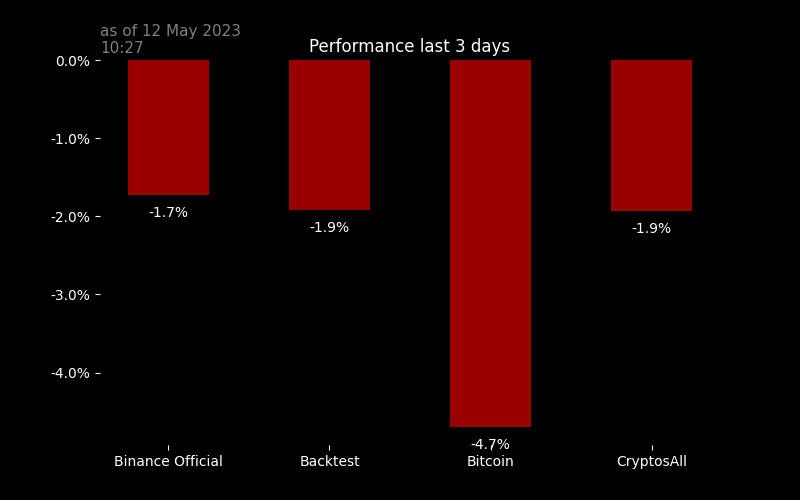 as of 12 May 2023
10:27
Performance last 3 days
0.0%
-1.0%
-2.0%
-3.0%
-4.0%
-1.7%
-1.9%
-4.7%
-1.9%
Binance Official
Backtest
Bitcoin
CryptosAll